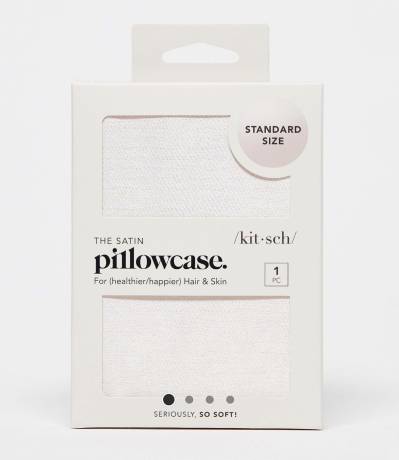 STANDARD
SIZE
/kit·sch/
THE SATIN
pillowcase.
For (healthier/happier) Hair & Skin
1
PC
SERIOUSLY, SO SOFT!